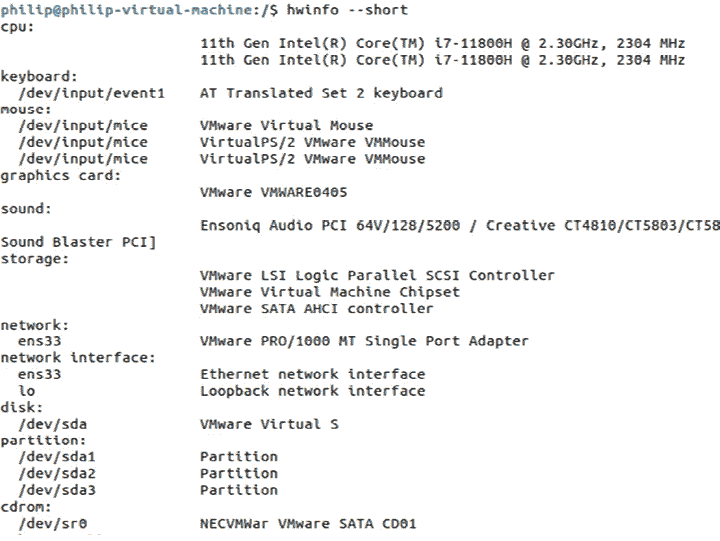 philip@philip-virtual-machine:/$ hwinfo --short
cpu:
                       11th Gen Intel(R) Core(TM) i7-11800H @ 2.30GHz, 2304 MHz
                       11th Gen Intel(R) Core(TM) i7-11800H @ 2.30GHz, 2304 MHz
keyboard:
  /dev/input/event1    AT Translated Set 2 keyboard
mouse:
  /dev/input/mice      VMware Virtual Mouse
  /dev/input/mice      VirtualPS/2 VMware VMMouse
  /dev/input/mice      VirtualPS/2 VMware VMMouse
graphics card:
                       VMware VMWARE0405
sound:
                       Ensoniq Audio PCI 64V/128/5200 / Creative CT4810/CT5803/CT58
Sound Blaster PCI]
storage:
                       VMware LSI Logic Parallel SCSI Controller
                       VMware Virtual Machine Chipset
                       VMware SATA AHCI controller
network:
  ens33                VMware PRO/1000 MT Single Port Adapter
network interface:
  ens33                Ethernet network interface
  lo                   Loopback network interface
disk:
  /dev/sda             VMware Virtual S
partition:
  /dev/sda1            Partition
  /dev/sda2            Partition
  /dev/sda3            Partition
cdrom:
  /dev/sr0             NECVMWar VMware SATA CD01